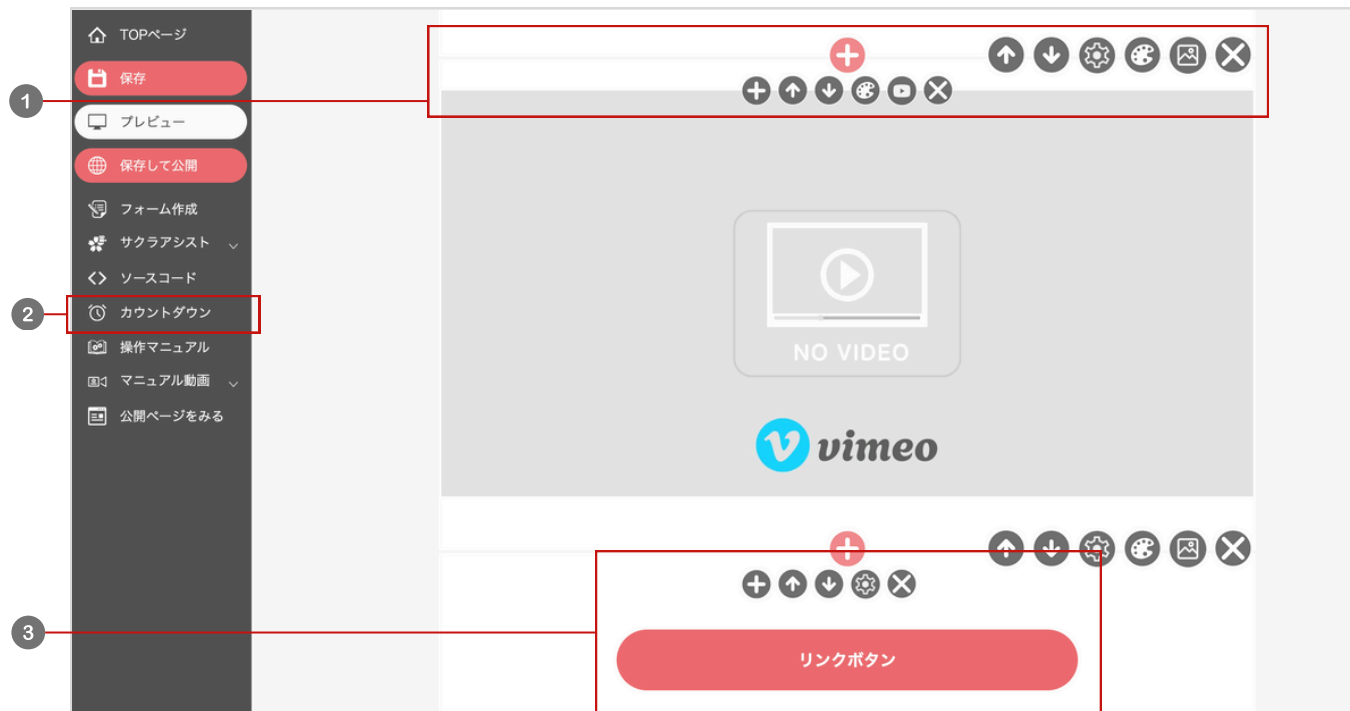 TOPページ
保存
1
プレビュー
保存して公開
フォーム作成
サクラアシスト
ソースコード
2
カウントダウン
操作マニュアル
マニュアル動画
公開ページをみる
NO VIDEO
vimeo
3
リンクボタン